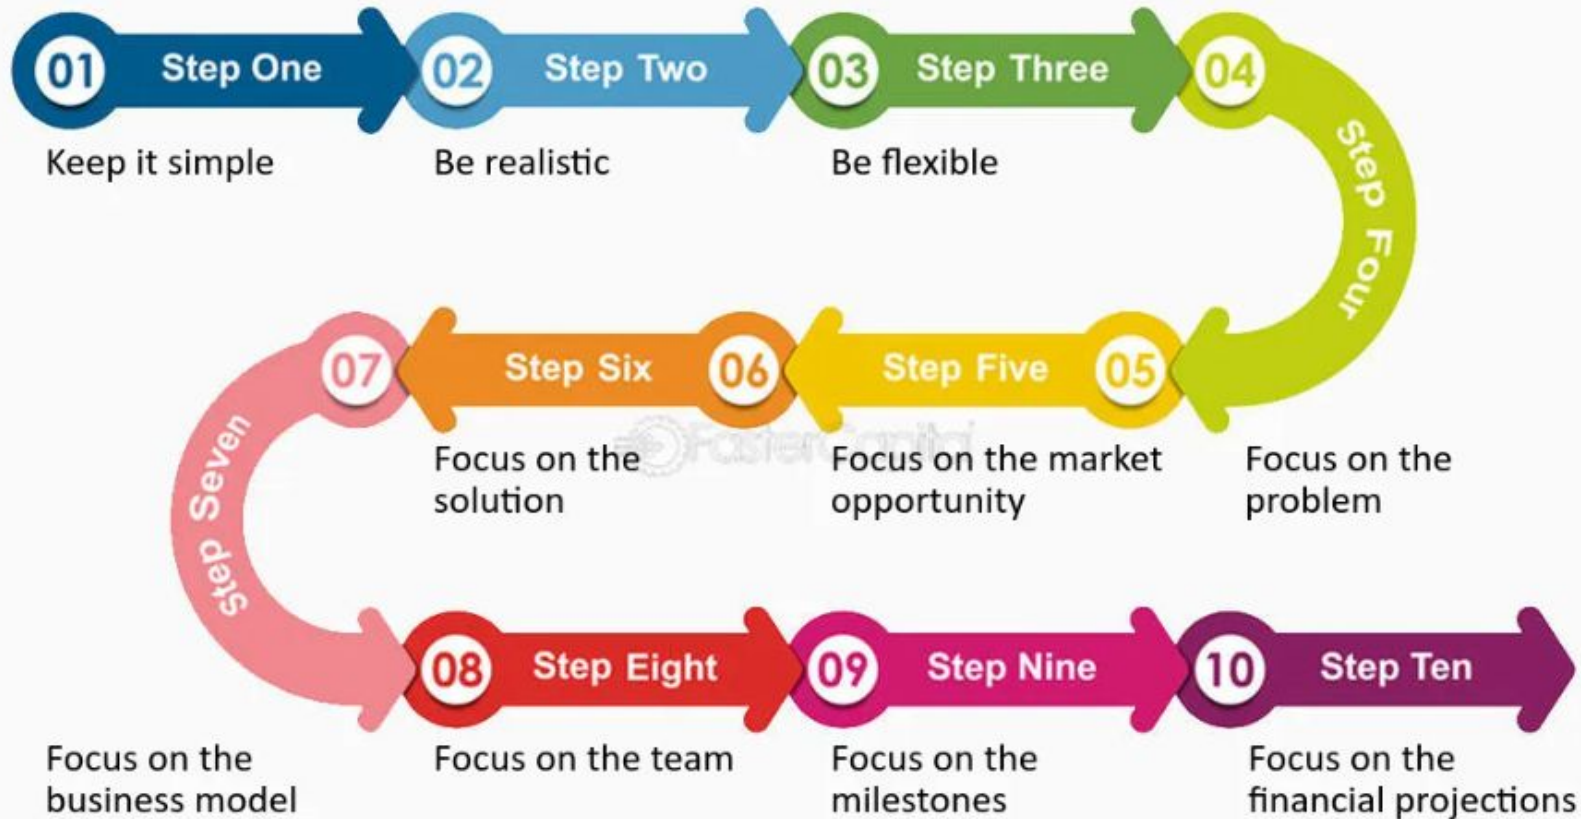 01 Step One
02 Step Two
03 Step Three
04 Step Four
Keep it simple
Be realistic
Be flexible
05 Step Five
06 Step Six
07 Step Seven
Focus on the
problem
Focus on the market
opportunity
Focus on the
solution
FasterCapital
08 Step Eight
09 Step Nine
10 Step Ten
Focus on the
business model
Focus on the team
Focus on the
milestones
Focus on the
financial projections